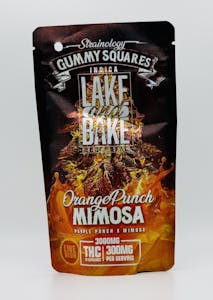 Strainology
GUMMY SQUARES
INDICA
LAKE
BAKE
Orange Punch
MIMOSA
PURPLE PUNCH X MIMOSA
3000MG
THC
300MG
PER SERVING